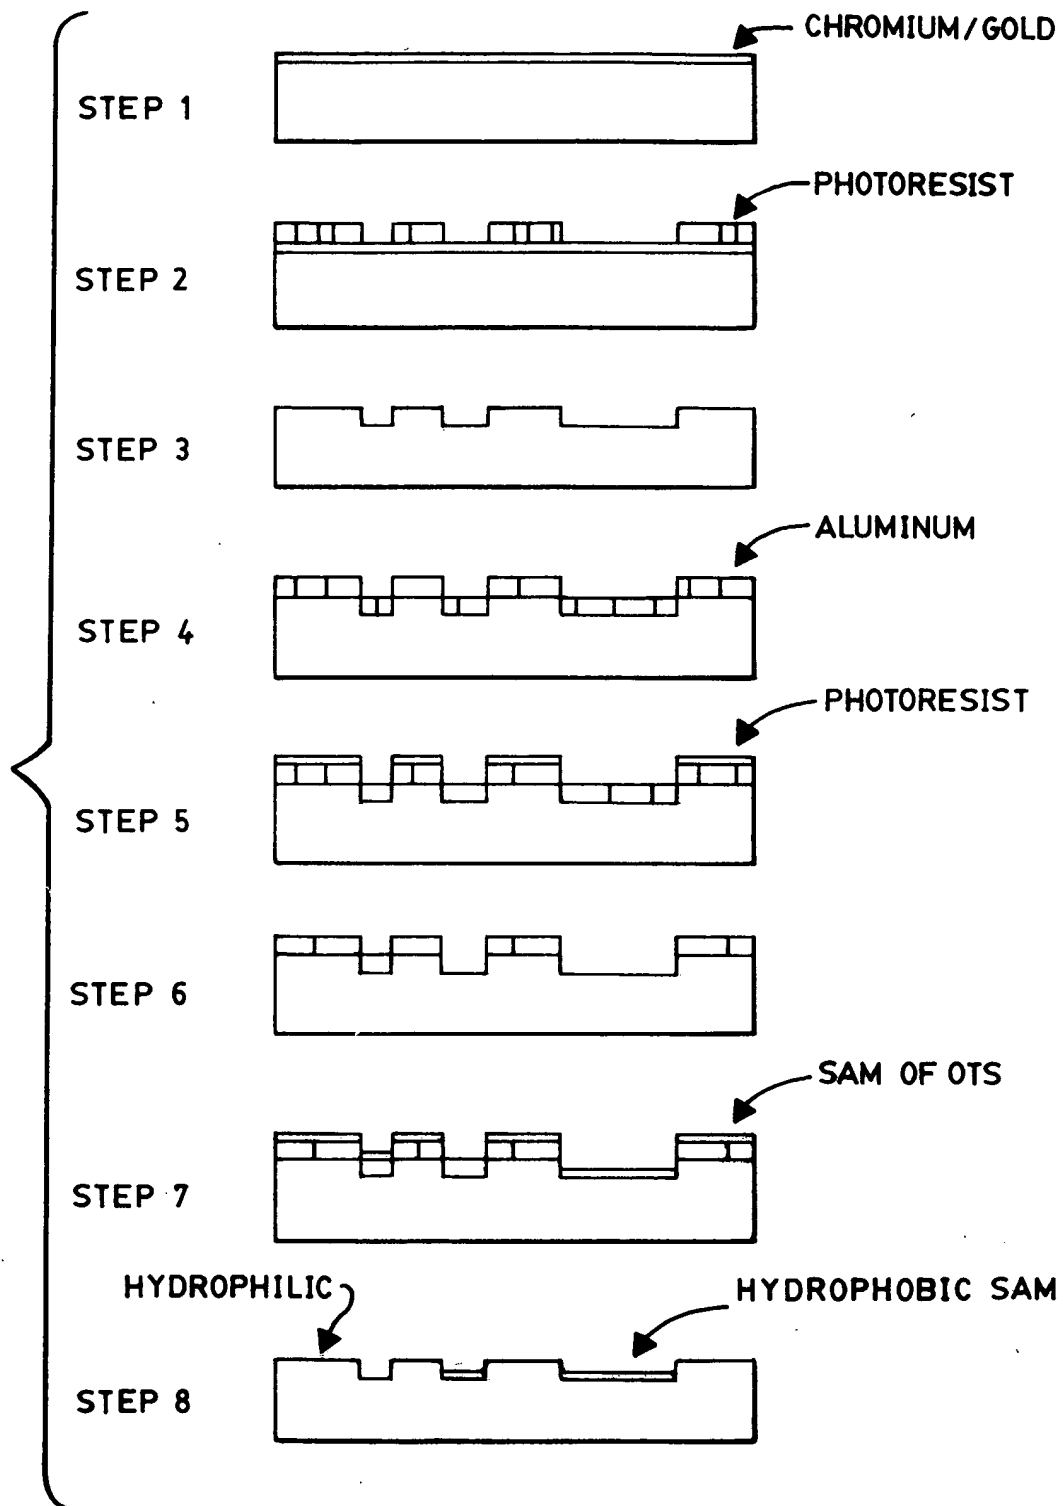 CHROMIUM/GOLD
STEP 1
PHOTORESIST
STEP 2
STEP 3
ALUMINUM
STEP 4
PHOTORESIST
STEP 5
STEP 6
SAM OF OTS
STEP 7
HYDROPHILIC
HYDROPHOBIC SAM
STEP 8